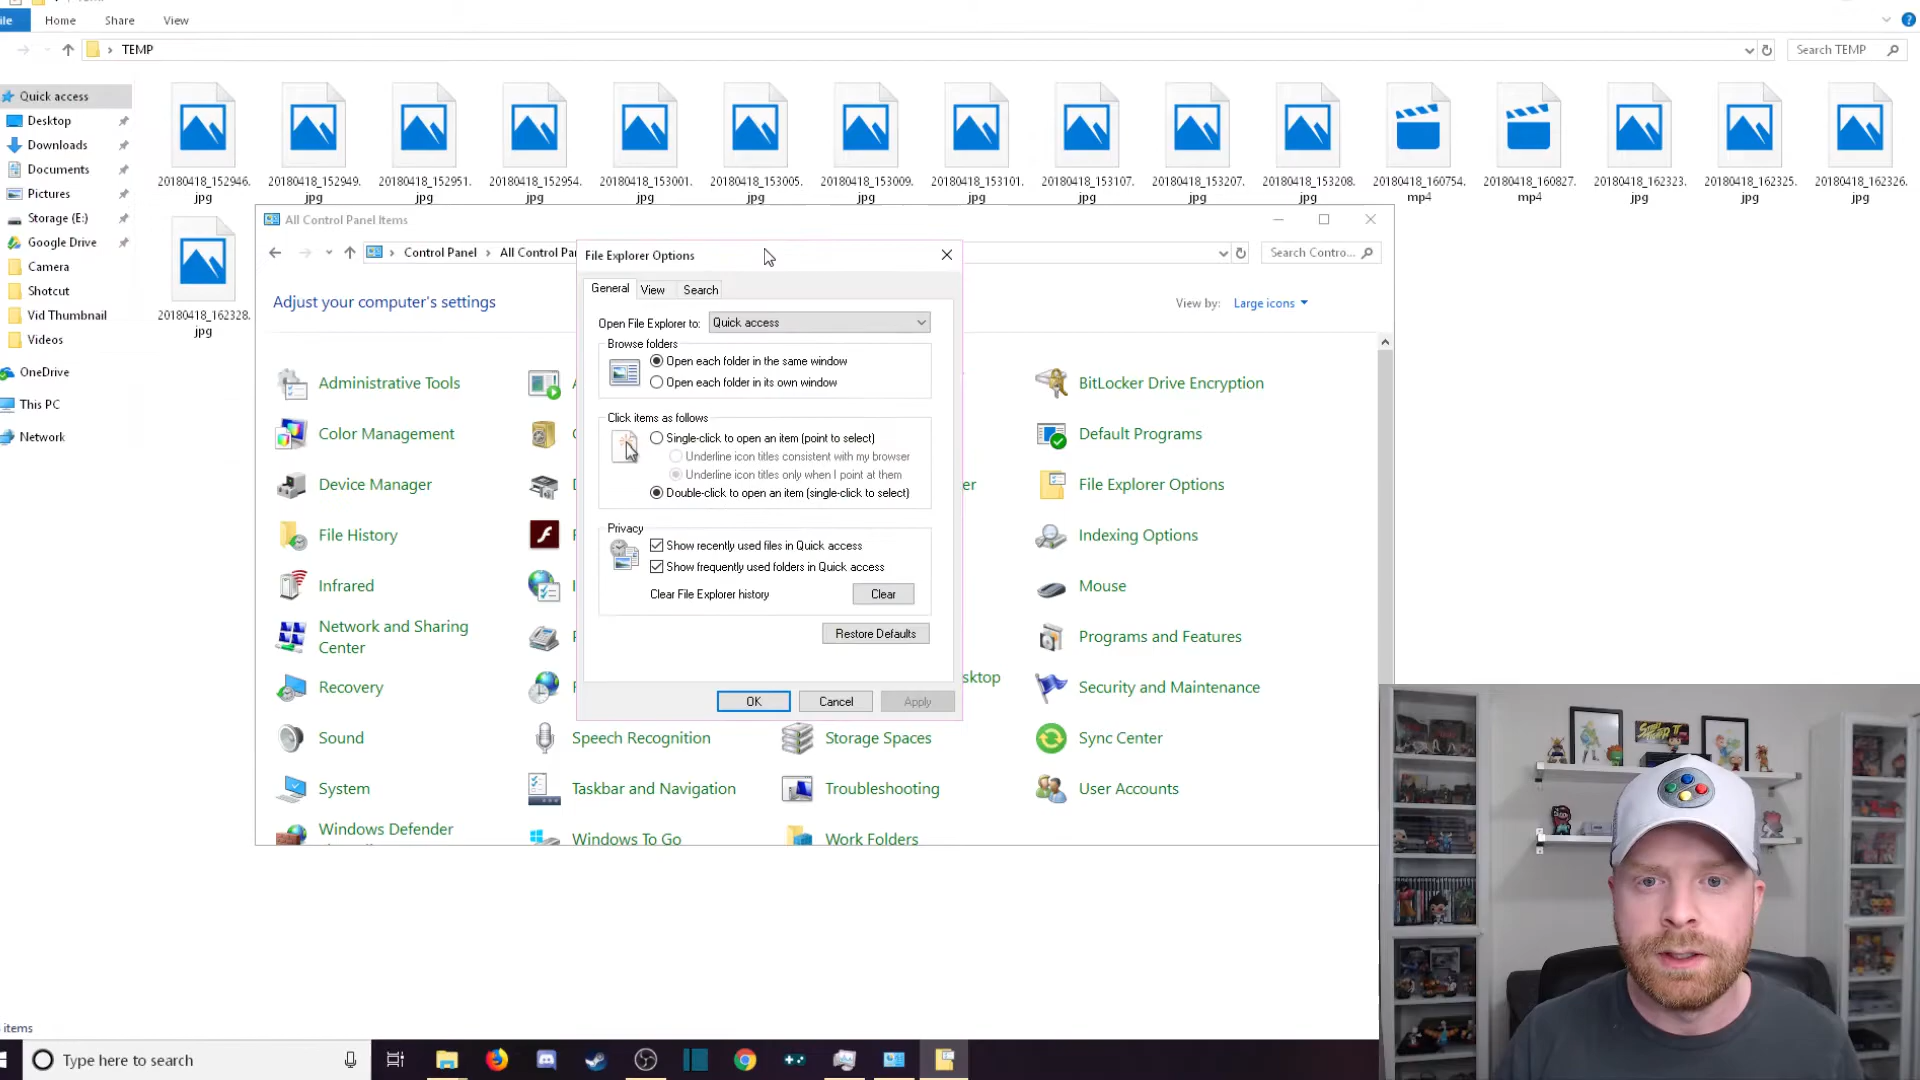 TEMP
ile Home Share View
TEMP
Search TEMP
Quick access
Desktop
Downloads
Documents
Pictures
Storage (E:)
Google Drive
Camera
Shotcut
Vid Thumbnail
Videos
OneDrive
This PC
Network
20180418_152946.
jpg
20180418_152949.
jpg
20180418_152951.
jpg
20180418_152954.
jpg
20180418_153001.
jpg
20180418_153005.
jpg
20180418_153009.
jpg
20180418_153101.
jpg
20180418_153107.
jpg
20180418_153207.
jpg
20180418_153208.
jpg
20180418_160754.
mp4
20180418_160827.
mp4
20180418_162323.
jpg
20180418_162325.
jpg
20180418_162326.
jpg
20180418_162328.
jpg
All Control Panel Items
Control Panel All Control Pa
Search Contro...
Adjust your computer's settings
View by: Large icons
Administrative Tools
Color Management
Device Manager
File History
Infrared
Network and Sharing
Center
Recovery
Sound
System
Windows Defender
Speech Recognition
Taskbar and Navigation
Windows To Go
er
sktop
Storage Spaces
Troubleshooting
Work Folders
BitLocker Drive Encryption
Default Programs
File Explorer Options
Indexing Options
Mouse
Programs and Features
Security and Maintenance
Sync Center
User Accounts
File Explorer Options
General View Search
Open File Explorer to: Quick access
Browse folders
Open each folder in the same window
Open each folder in its own window
Click items as follows
Single-click to open an item (point to select)
Underline icon titles consistent with my browser
Underline icon titles only when I point at them
Double-click to open an item (single-click to select)
Privacy
Show recently used files in Quick access
Show frequently used folders in Quick access
Clear File Explorer history Clear
Restore Defaults
OK Cancel Apply
items
Type here to search